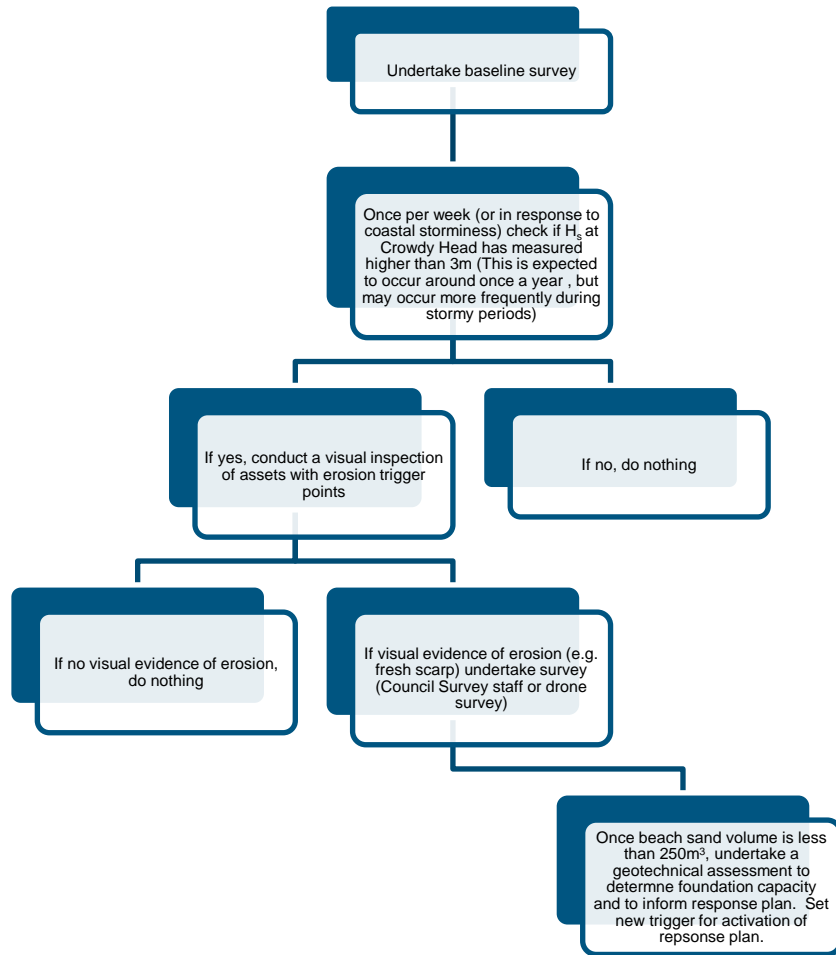 Undertake baseline survey
Once per week (or in response to
coastal storminess) check if Hₛ at
Crowdy Head has measured
higher than 3m (This is expected
to occur around once a year , but
may occur more frequently during
stormy periods)
If yes, conduct a visual inspection
of assets with erosion trigger
points
If no, do nothing
If no visual evidence of erosion,
do nothing
If visual evidence of erosion (e.g.
fresh scarp) undertake survey
(Council Survey staff or drone
survey)
Once beach sand volume is less
than 250m³, undertake a
geotechnical assessment to
determne foundation capacity
and to inform response plan.  Set
new trigger for activation of
repsonse plan.